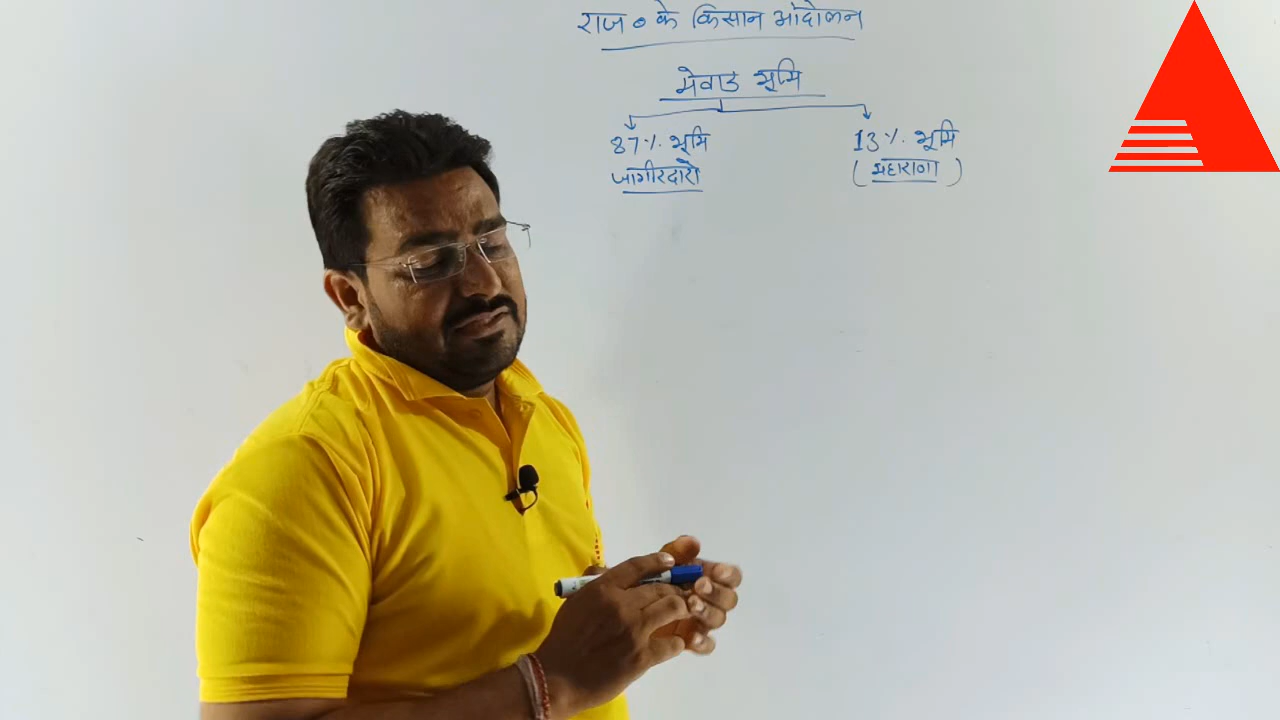 राज० के किसान आंदोलन
मेवाड भूमि
87% भूमि
जागीरदारो
13% भूमि
(महाराणा)